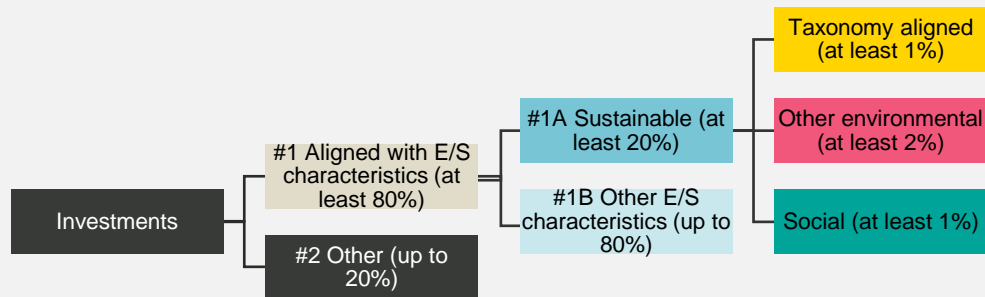 Investments
#1 Aligned with E/S
characteristics (at
least 80%)
#2 Other (up to
20%)
#1A Sustainable (at
least 20%)
#1B Other E/S
characteristics (up to
80%)
Taxonomy aligned
(at least 1%)
Other environmental
(at least 2%)
Social (at least 1%)